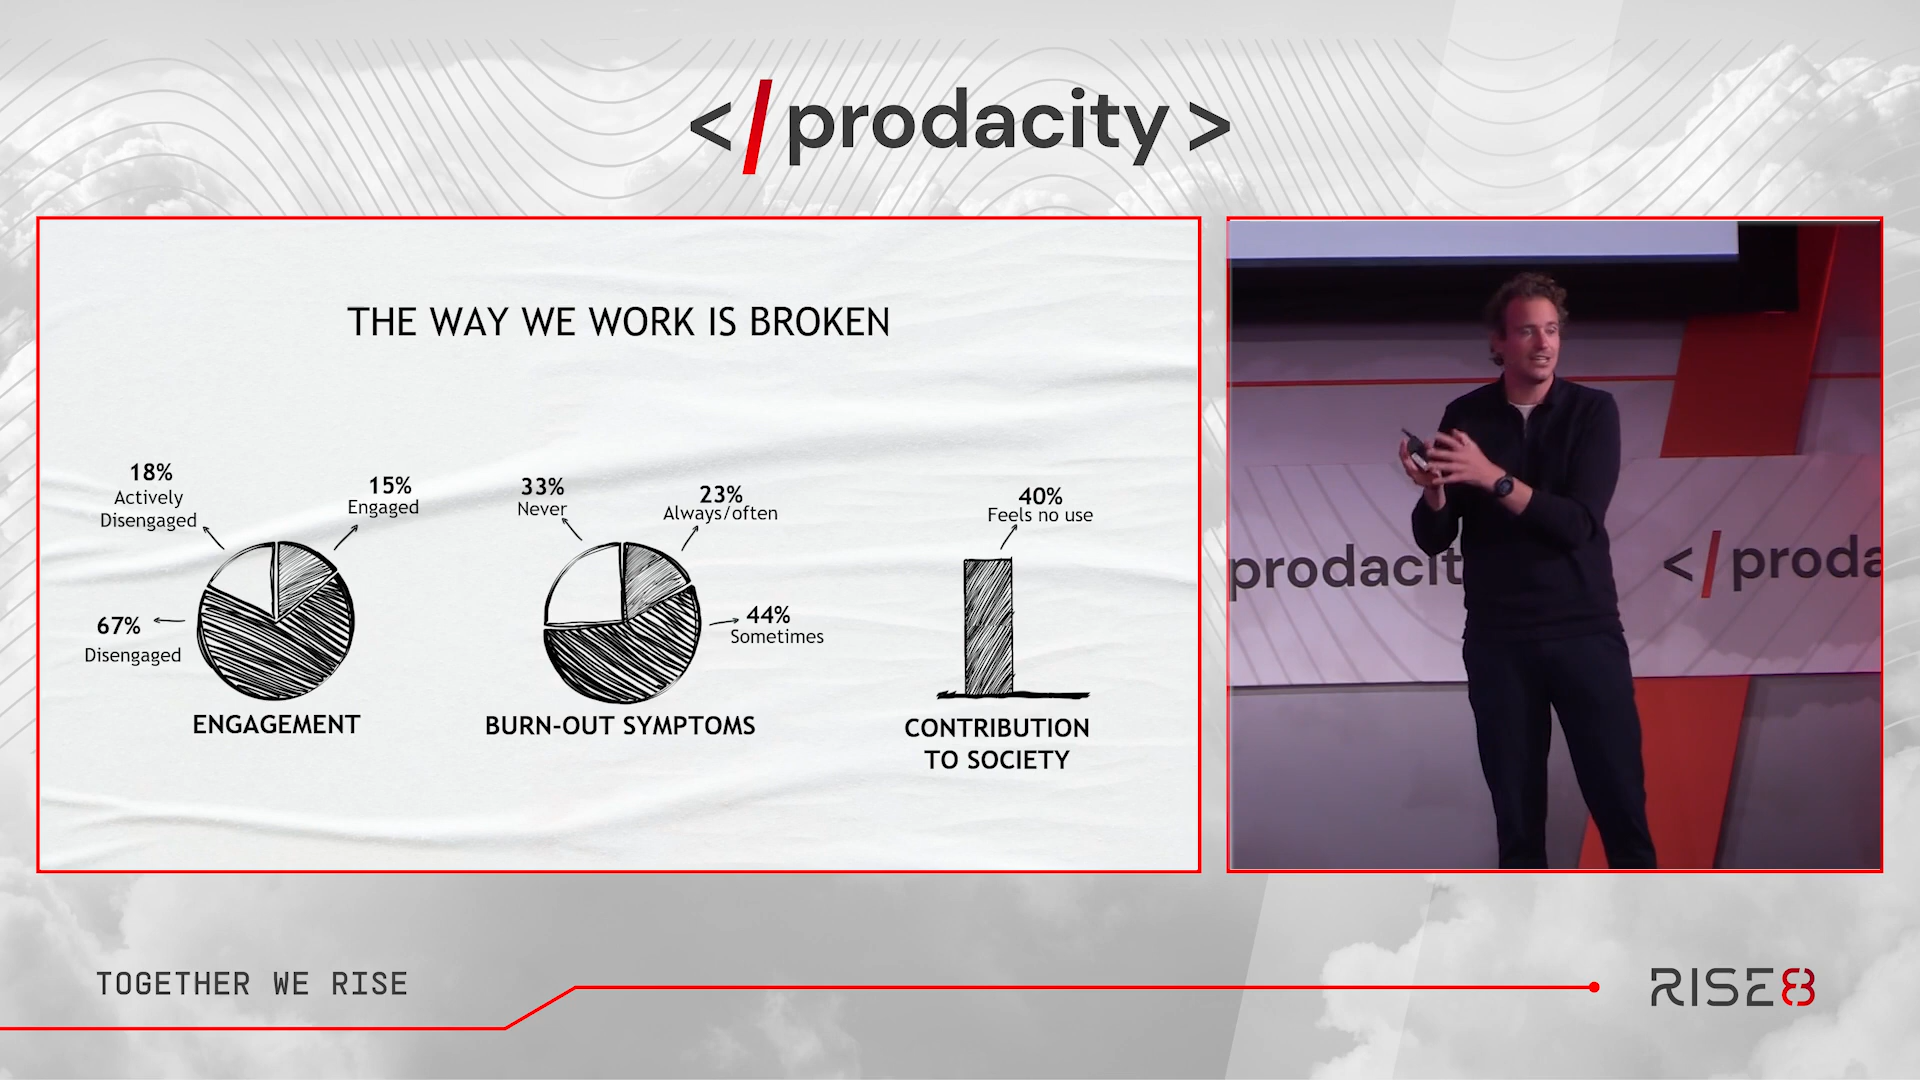 </prodacity>
THE WAY WE WORK IS BROKEN
18%
Actively
Disengaged
15%
Engaged
67%
Disengaged
ENGAGEMENT
33%
Never
23%
Always/often
44%
Sometimes
BURN-OUT SYMPTOMS
40%
Feels no use
CONTRIBUTION
TO SOCIETY
prodacit
</proda
TOGETHER WE RISE
RISE8